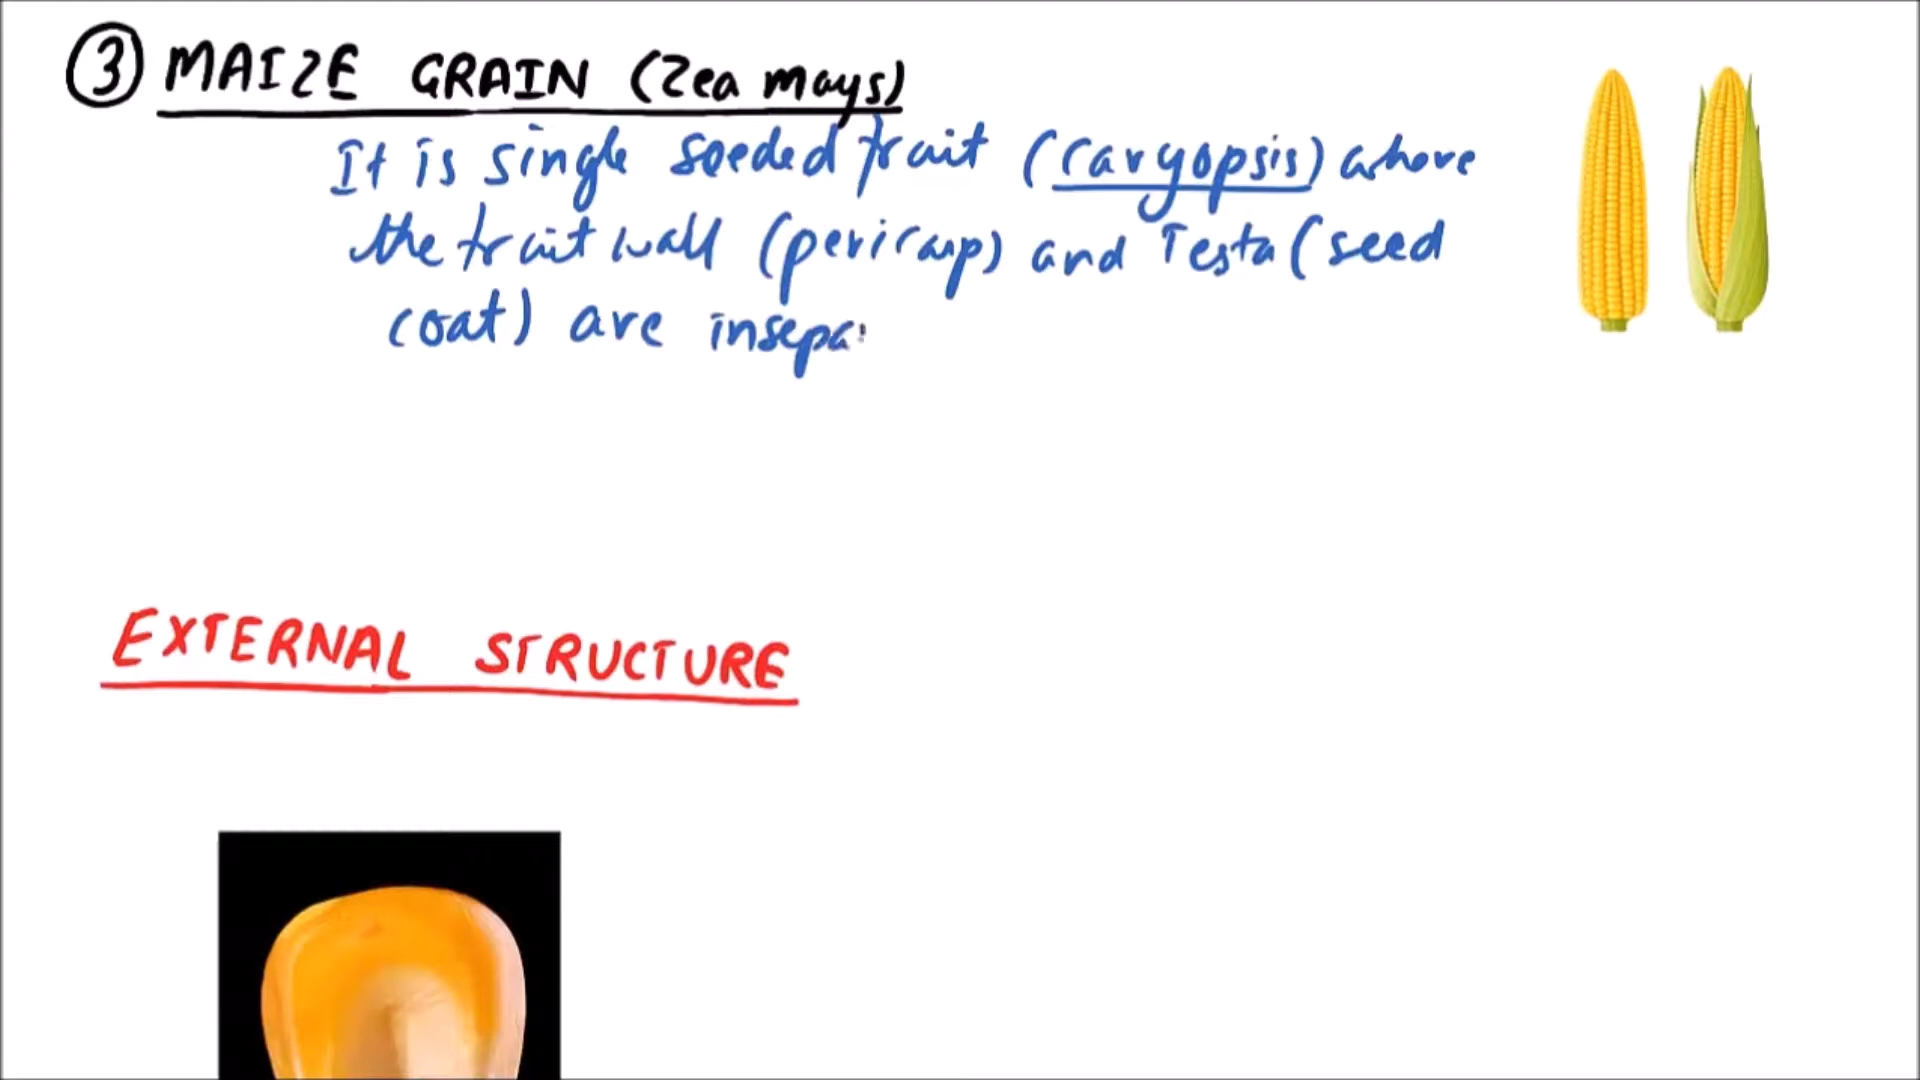 ③ MAIZE GRAIN (Zea mays)
It is single seeded fruit (caryopsis) where
the fruit wall (pericarp) and Testa (seed
coat) are insepa
EXTERNAL STRUCTURE